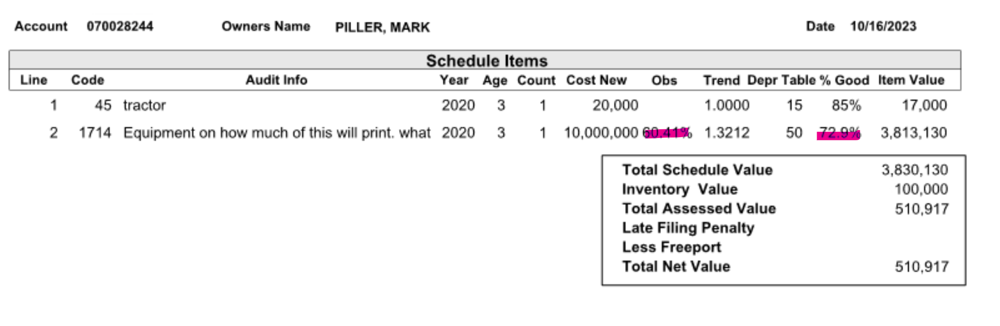 Account 070028244 Owners Name PILLER, MARK Date 10/16/2023
Schedule Items
Line Code Audit Info Year Age Count Cost New Obs Trend Depr Table % Good Item Value
1 45 tractor 2020 3 1 20,000 1.0000 15 85% 17,000
2 1714 Equipment on how much of this will print. what 2020 3 1 10,000,000 60.41% 1.3212 50 72.9% 3,813,130
Total Schedule Value 3,830,130
Inventory Value 100,000
Total Assessed Value 510,917
Late Filing Penalty
Less Freeport
Total Net Value 510,917